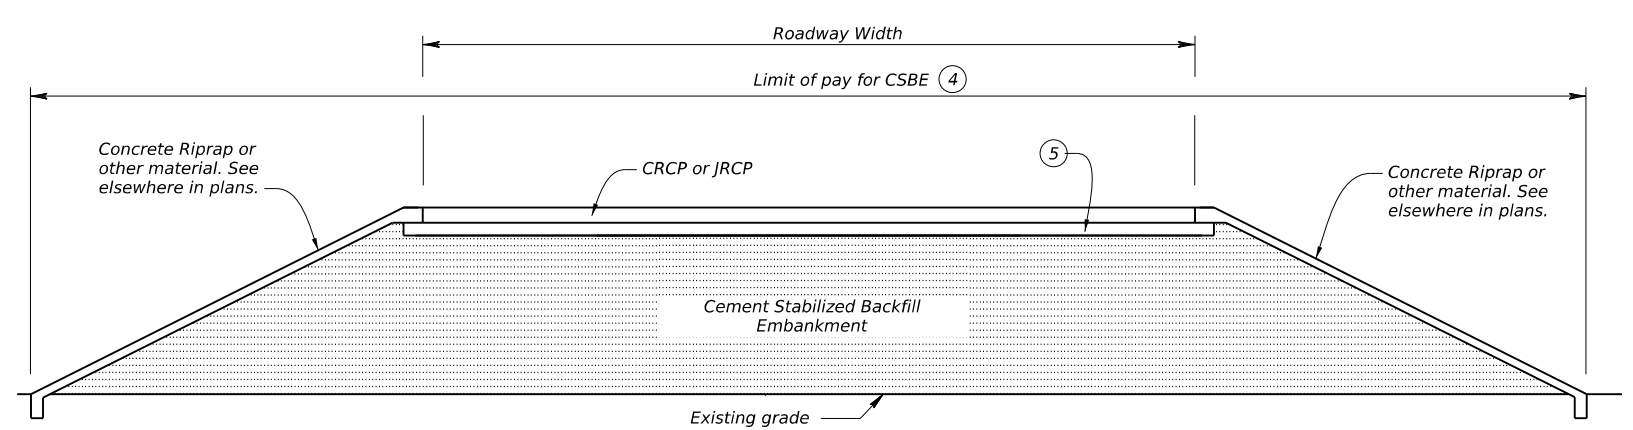 Roadway Width
Limit of pay for CSBE 4
Concrete Riprap or
other material. See
elsewhere in plans.
CRCP or JRCP
5
Concrete Riprap or
other material. See
elsewhere in plans.
Cement Stabilized Backfill
Embankment
Existing grade